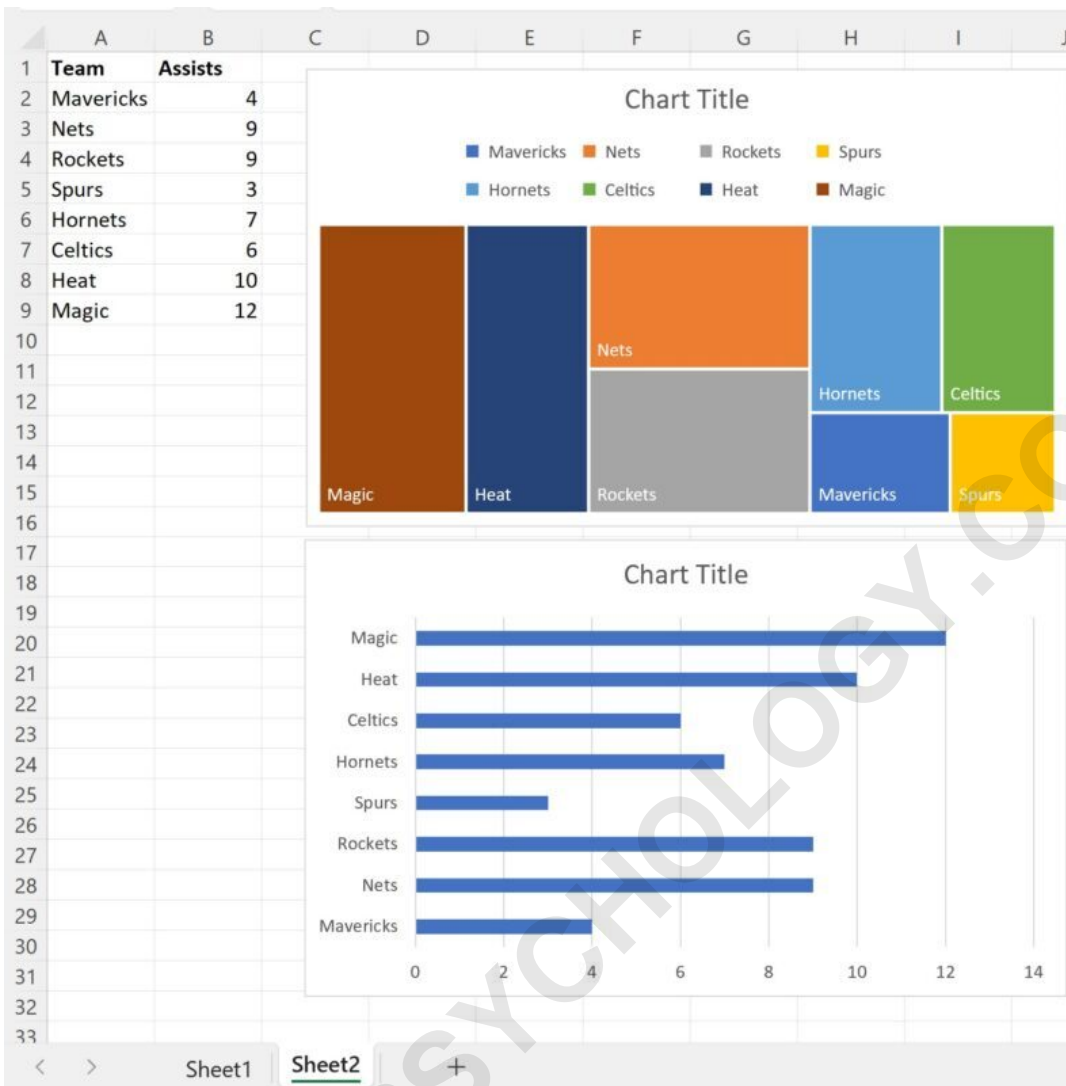 A B C D E F G H I J
1 Team Assists
2 Mavericks 4
3 Nets 9
4 Rockets 9
5 Spurs 3
6 Hornets 7
7 Celtics 6
8 Heat 10
9 Magic 12
10
11
12
13
14
15
16
17
18
19
20
21
22
23
24
25
26
27
28
29
30
31
32
33
Chart Title
Mavericks Nets Rockets Spurs
Hornets Celtics Heat Magic
Nets
Hornets Celtics
Magic Heat Rockets Mavericks Spurs
Chart Title
Magic
Heat
Celtics
Hornets
Spurs
Rockets
Nets
Mavericks
0 2 4 6 8 10 12 14
< > Sheet1 Sheet2 +
SYCHOLOGY.CO